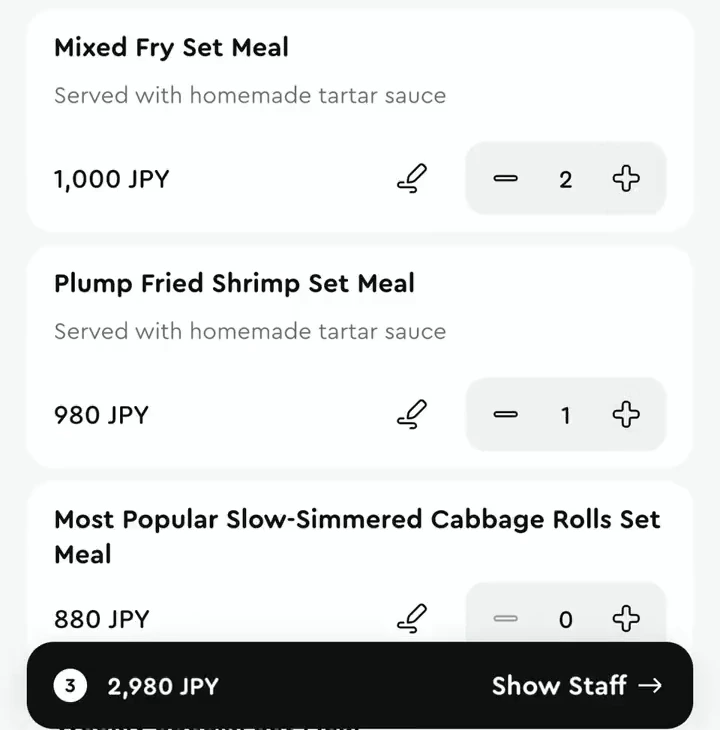 Mixed Fry Set Meal
Served with homemade tartar sauce
1,000 JPY
2
Plump Fried Shrimp Set Meal
Served with homemade tartar sauce
980 JPY
1
Most Popular Slow-Simmered Cabbage Rolls Set
Meal
880 JPY
0
3 2,980 JPY Show Staff →